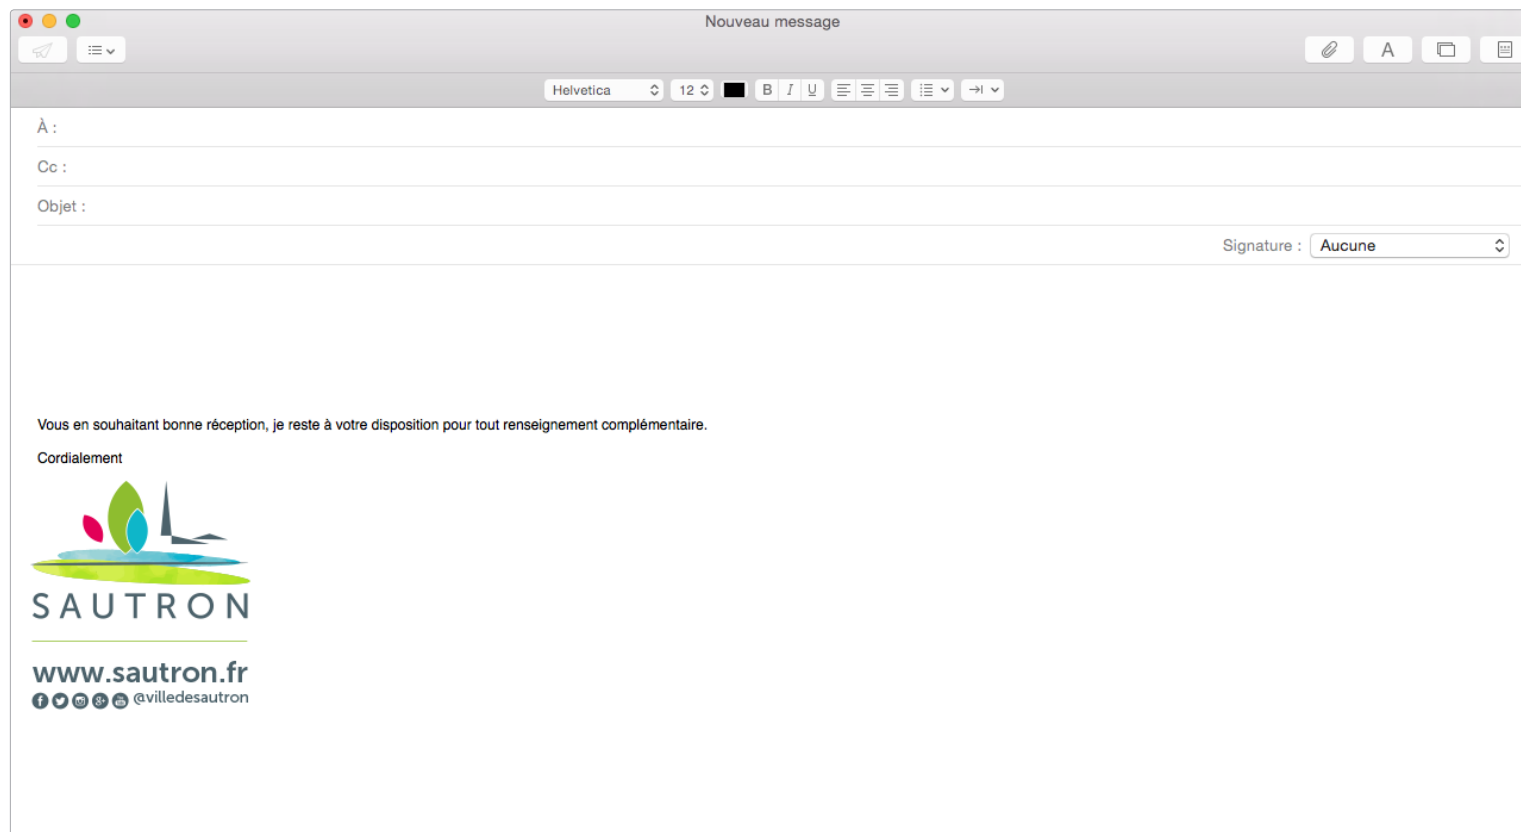 Nouveau message
Helvetica 12 B I U
A
À :
Cc :
Objet :
Signature : Aucune
Vous en souhaitant bonne réception, je reste à votre disposition pour tout renseignement complémentaire.
Cordialement
SAUTRON
www.sautron.fr
@villedesautron